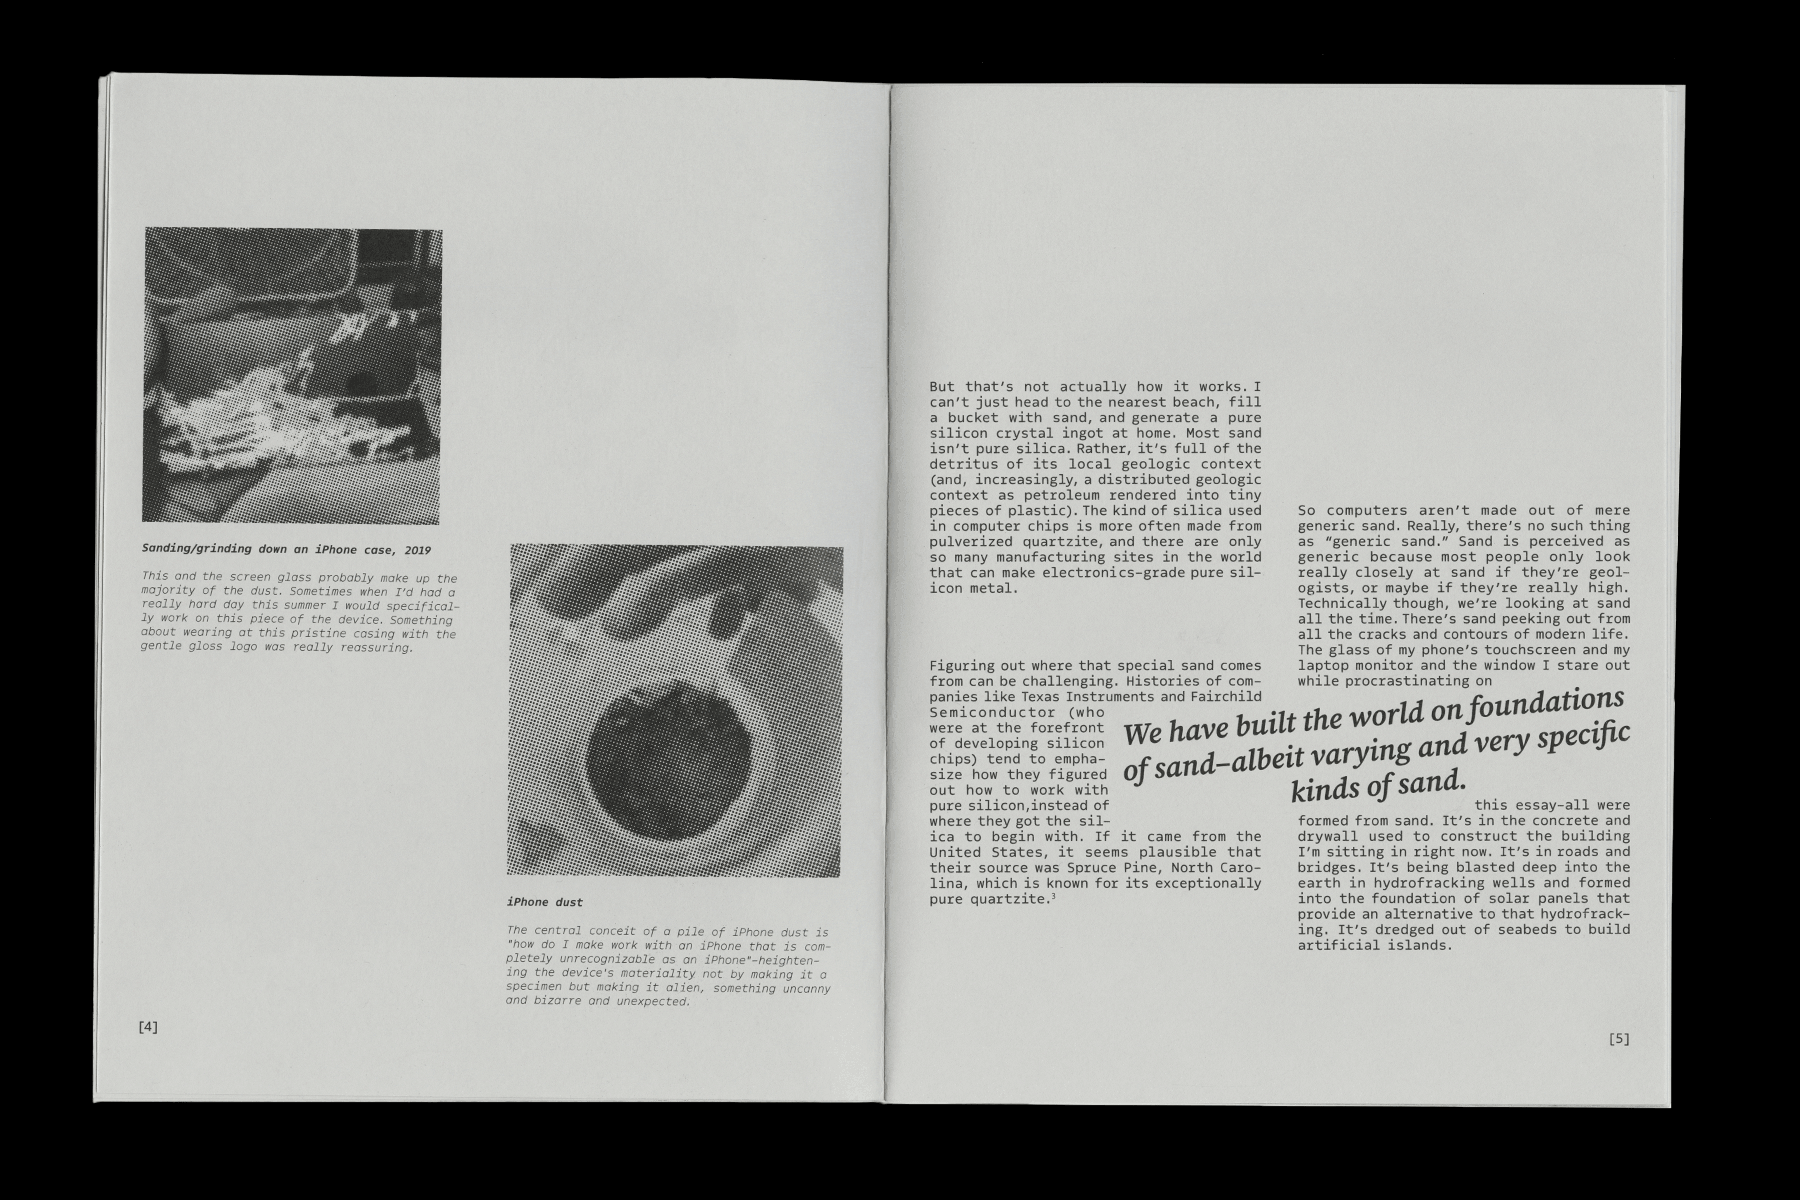 Sanding/grinding down an iPhone case, 2019
This and the screen glass probably make up the
majority of the dust. Sometimes when I'd had a
really hard day this summer I would specifical-
ly work on this piece of the device. Something
about wearing at this pristine casing with the
gentle gloss logo was really reassuring.
iPhone dust
The central conceit of a pile of iPhone dust is
"how do I make work with an iPhone that is com-
pletely unrecognizable as an iPhone"–heighten-
ing the device's materiality not by making it a
specimen but making it alien, something uncanny
and bizarre and unexpected.
[4]
But that's not actually how it works. I
can't just head to the nearest beach, fill
a bucket with sand, and generate a pure
silicon crystal ingot at home. Most sand
isn't pure silica. Rather, it's full of the
detritus of its local geologic context
(and, increasingly, a distributed geologic
context as petroleum rendered into tiny
pieces of plastic). The kind of silica used
in computer chips is more often made from
pulverized quartzite, and there are only
so many manufacturing sites in the world
that can make electronics–grade pure sil-
icon metal.
Figuring out where that special sand comes
from can be challenging. Histories of com-
panies like Texas Instruments and Fairchild
Semiconductor (who
were at the forefront
of developing silicon
chips) tend to empha-
size how they figured
out how to work with
pure silicon,instead of
where they got the sil-
ica to begin with. If it came from the
United States, it seems plausible that
their source was Spruce Pine, North Caro-
lina, which is known for its exceptionally
pure quartzite.³
So computers aren't made out of mere
generic sand. Really, there's no such thing
as “generic sand.” Sand is perceived as
generic because most people only look
really closely at sand if they're geol-
ogists, or maybe if they're really high.
Technically though, we're looking at sand
all the time. There's sand peeking out from
all the cracks and contours of modern life.
The glass of my phone's touchscreen and my
laptop monitor and the window I stare out
while procrastinating on
We have built the world on foundations
of sand–albeit varying and very specific
kinds of sand.
this essay–all were
formed from sand. It's in the concrete and
drywall used to construct the building
I'm sitting in right now. It's in roads and
bridges. It's being blasted deep into the
earth in hydrofracking wells and formed
into the foundation of solar panels that
provide an alternative to that hydrofrack-
ing. It's dredged out of seabeds to build
artificial islands.
[5]